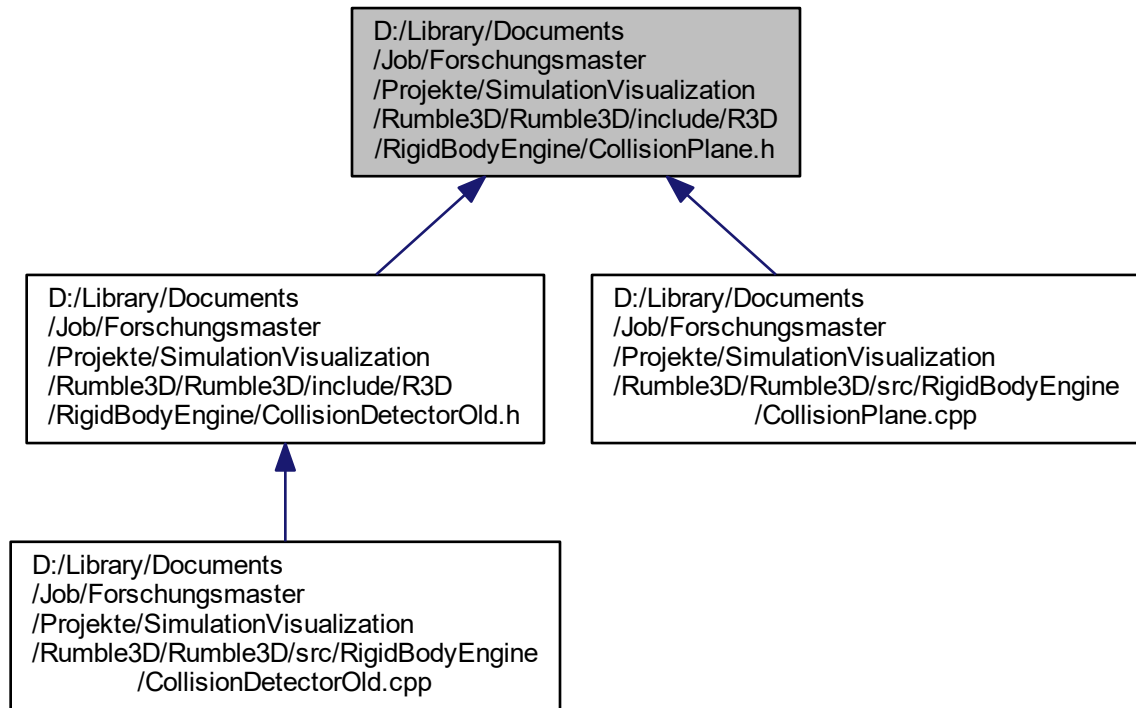 D:/Library/Documents
/Job/Forschungsmaster
/Projekte/SimulationVisualization
/Rumble3D/Rumble3D/include/R3D
/RigidBodyEngine/CollisionPlane.h
D:/Library/Documents
/Job/Forschungsmaster
/Projekte/SimulationVisualization
/Rumble3D/Rumble3D/include/R3D
/RigidBodyEngine/CollisionDetectorOld.h
D:/Library/Documents
/Job/Forschungsmaster
/Projekte/SimulationVisualization
/Rumble3D/Rumble3D/src/RigidBodyEngine
/CollisionPlane.cpp
D:/Library/Documents
/Job/Forschungsmaster
/Projekte/SimulationVisualization
/Rumble3D/Rumble3D/src/RigidBodyEngine
/CollisionDetectorOld.cpp